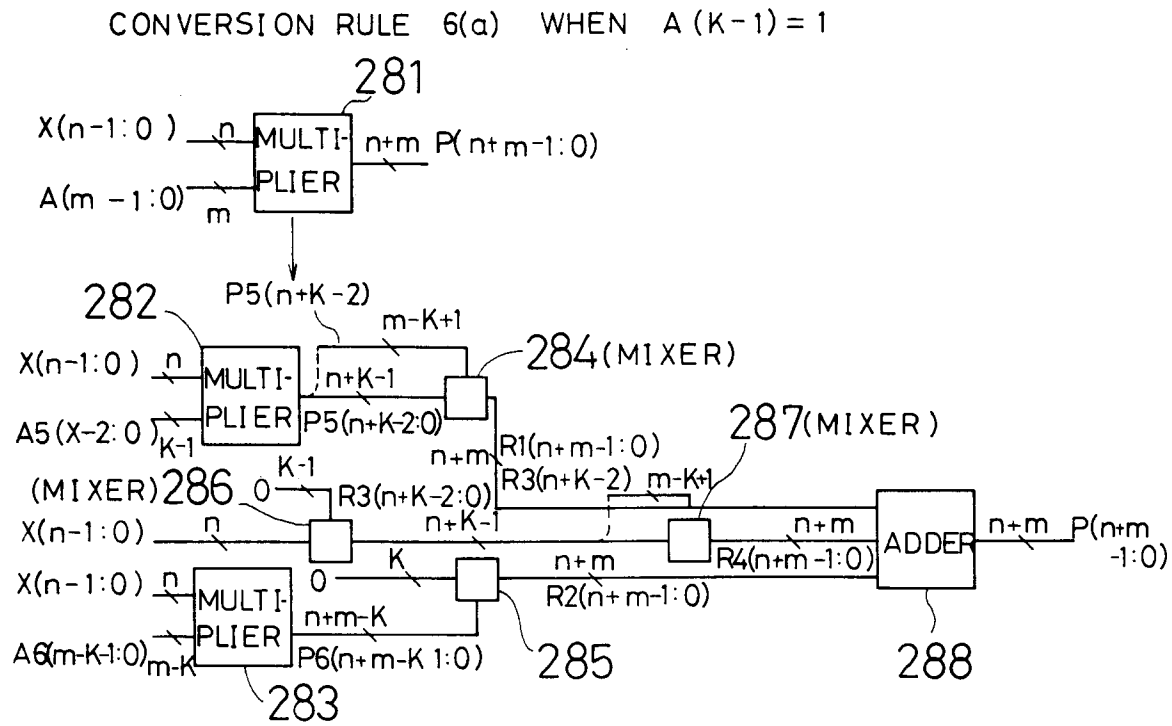 CONVERSION RULE 6(a) WHEN A(K-1)=1
281
X(n-1:0)
n
MULTI-
PLIER
n+m
P(n+m-1:0)
A(m-1:0)
m
P5(n+K-2)
282
m-K+1
284(MIXER)
X(n-1:0)
n
MULTI-
PLIER
n+K-1
P5(n+K-2:0)
A5(X-2:0)
K-1
287(MIXER)
R1(n+m-1:0)
n+m
R3(n+K-2)
m-K+1
K-1
0
(MIXER)286
R3(n+K-2:0)
X(n-1:0)
n
n+K-1
n+m
R4(n+m-1:0)
ADDER
n+m
P(n+m
-1:0)
0
K
n+m
R2(n+m-1:0)
X(n-1:0)
n
MULTI-
PLIER
n+m-K
P6(n+m-K 1:0)
A6(m-K-1:0)
m-K
285
288
283